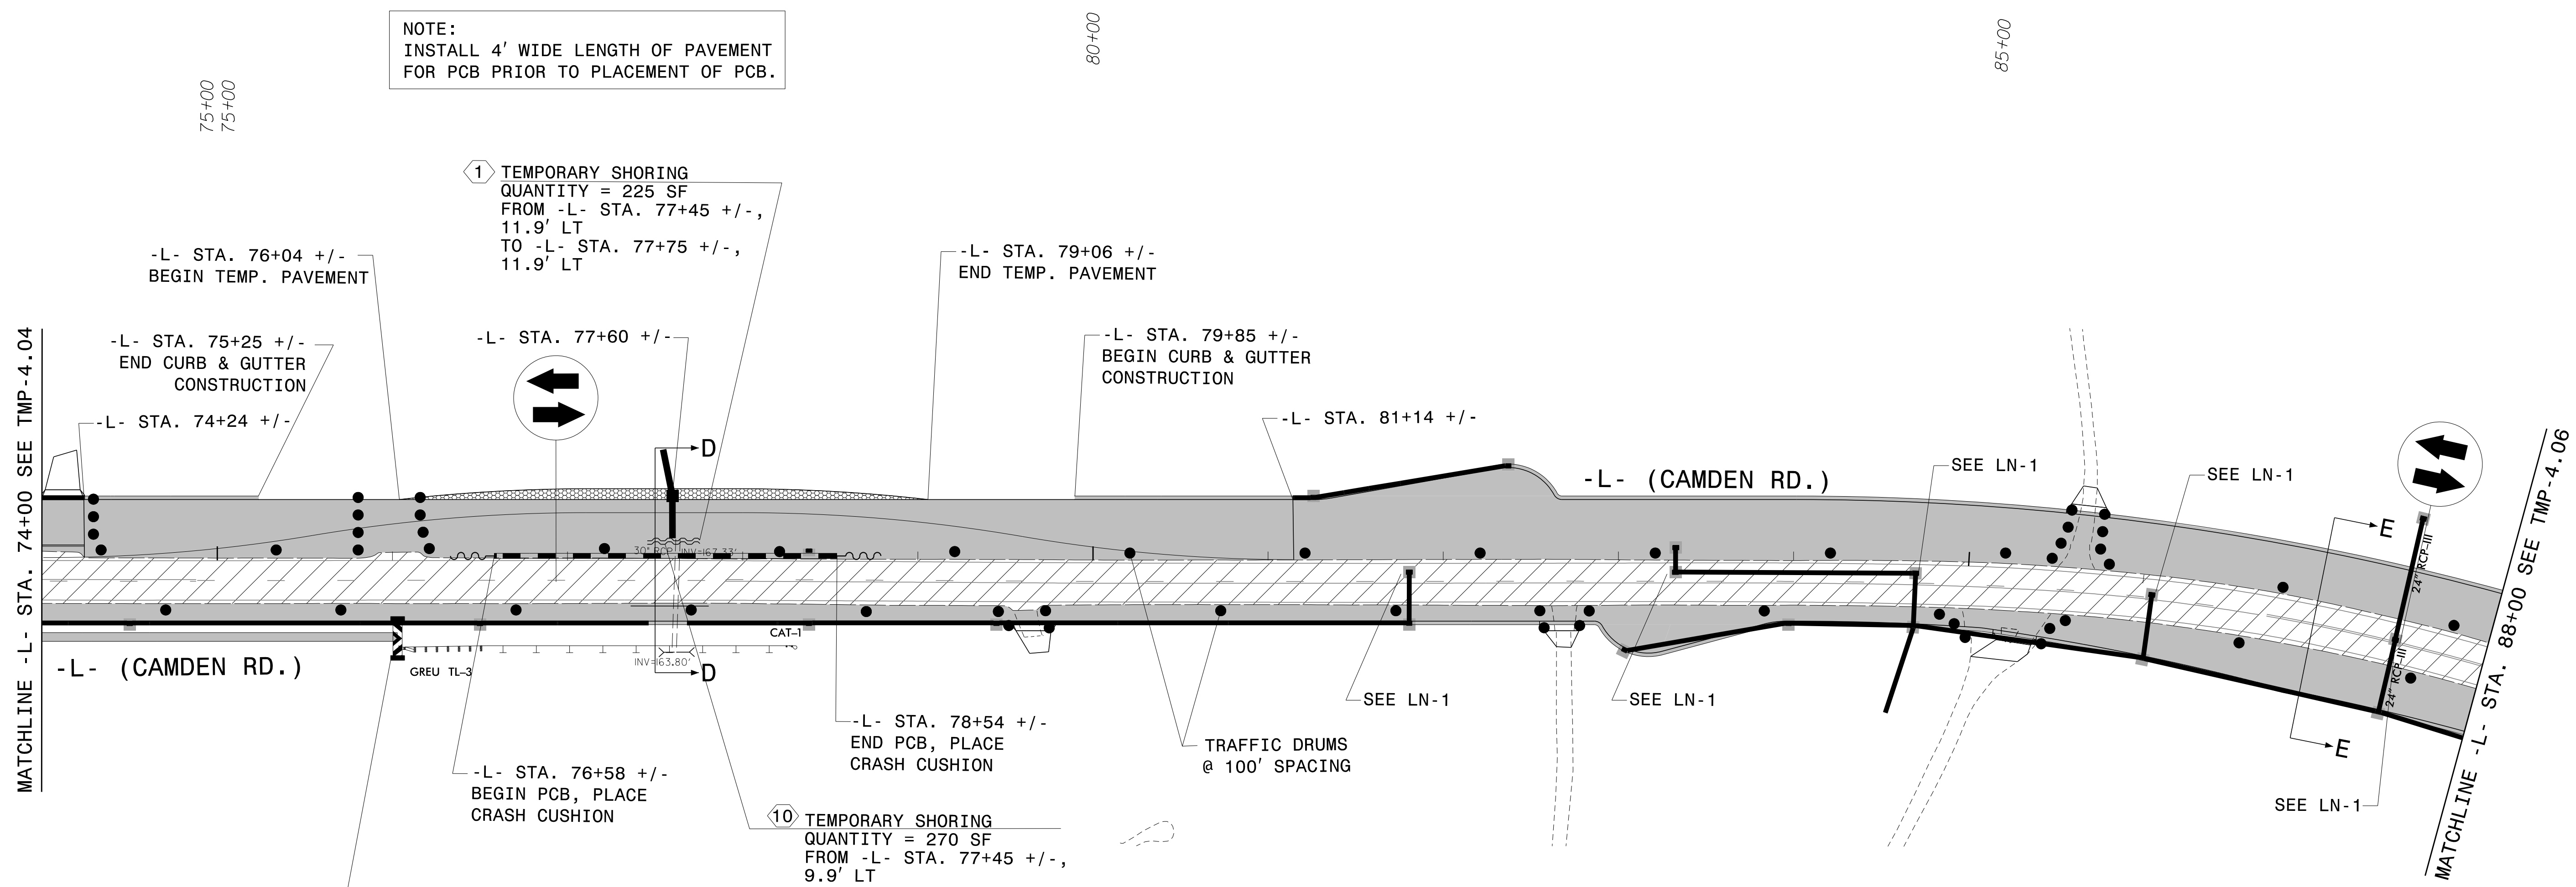 NOTE:
INSTALL 4' WIDE LENGTH OF PAVEMENT
FOR PCB PRIOR TO PLACEMENT OF PCB.
75+00
75+00
80+00
85+00
1 TEMPORARY SHORING
QUANTITY = 225 SF
FROM -L- STA. 77+45 +/-,
11.9' LT
TO -L- STA. 77+75 +/-,
11.9' LT
-L- STA. 76+04 +/-
BEGIN TEMP. PAVEMENT
-L- STA. 79+06 +/-
END TEMP. PAVEMENT
-L- STA. 75+25 +/-
END CURB & GUTTER
CONSTRUCTION
-L- STA. 77+60 +/-
-L- STA. 79+85 +/-
BEGIN CURB & GUTTER
CONSTRUCTION
-L- STA. 74+24 +/-
-L- STA. 81+14 +/-
MATCHLINE -L- STA. 74+00 SEE TMP-4.04
D
-L- (CAMDEN RD.)
SEE LN-1
SEE LN-1
E
30" RCP INV=167.33'
24" RCP-III
CAT-1
INV=163.80'
D
-L- (CAMDEN RD.)
GREU TL-3
24" RCP-III
SEE LN-1
SEE LN-1
E
-L- STA. 78+54 +/-
END PCB, PLACE
CRASH CUSHION
TRAFFIC DRUMS
@ 100' SPACING
-L- STA. 76+58 +/-
BEGIN PCB, PLACE
CRASH CUSHION
SEE LN-1
10 TEMPORARY SHORING
QUANTITY = 270 SF
FROM -L- STA. 77+45 +/-,
9.9' LT
MATCHLINE -L- STA. 88+00 SEE TMP-4.06